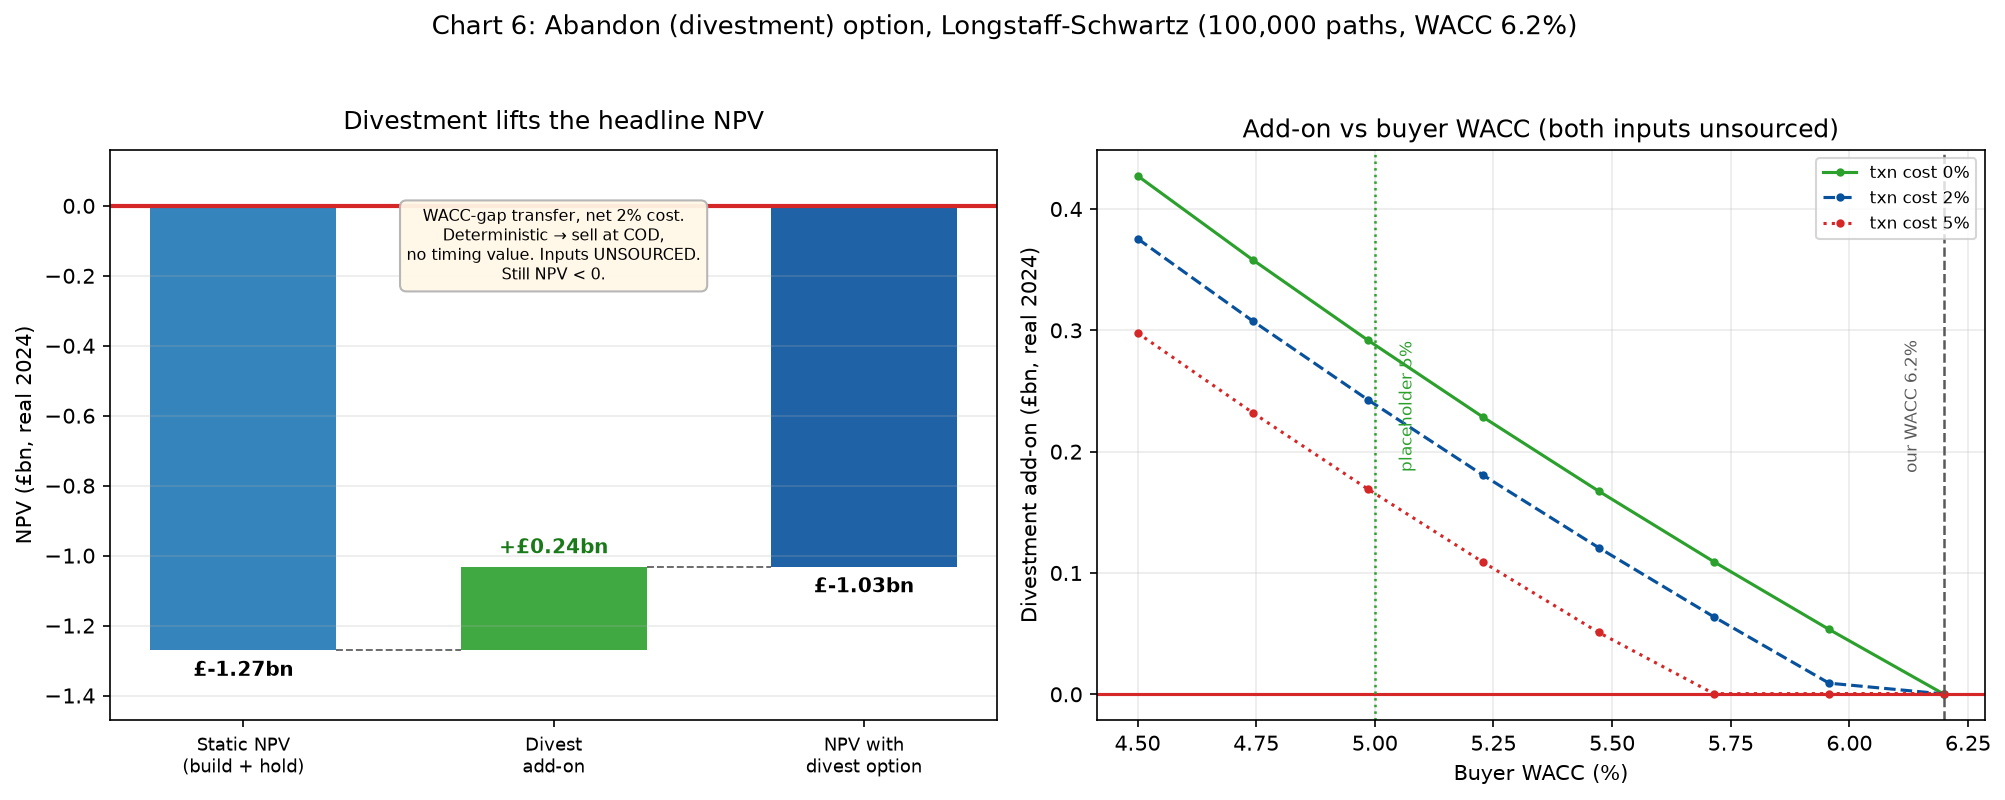 Chart 6: Abandon (divestment) option, Longstaff-Schwartz (100,000 paths, WACC 6.2%)
Divestment lifts the headline NPV
NPV (£bn, real 2024)
0.0
−0.2
−0.4
−0.6
−0.8
−1.0
−1.2
−1.4
WACC-gap transfer, net 2% cost.
Deterministic → sell at COD,
no timing value. Inputs UNSOURCED.
Still NPV < 0.
+£0.24bn
£-1.03bn
£-1.27bn
Static NPV
(build + hold)
Divest
add-on
NPV with
divest option
Add-on vs buyer WACC (both inputs unsourced)
Divestment add-on (£bn, real 2024)
0.4
0.3
0.2
0.1
0.0
txn cost 0%
txn cost 2%
txn cost 5%
placeholder 5%
our WACC 6.2%
4.50
4.75
5.00
5.25
5.50
5.75
6.00
6.25
Buyer WACC (%)